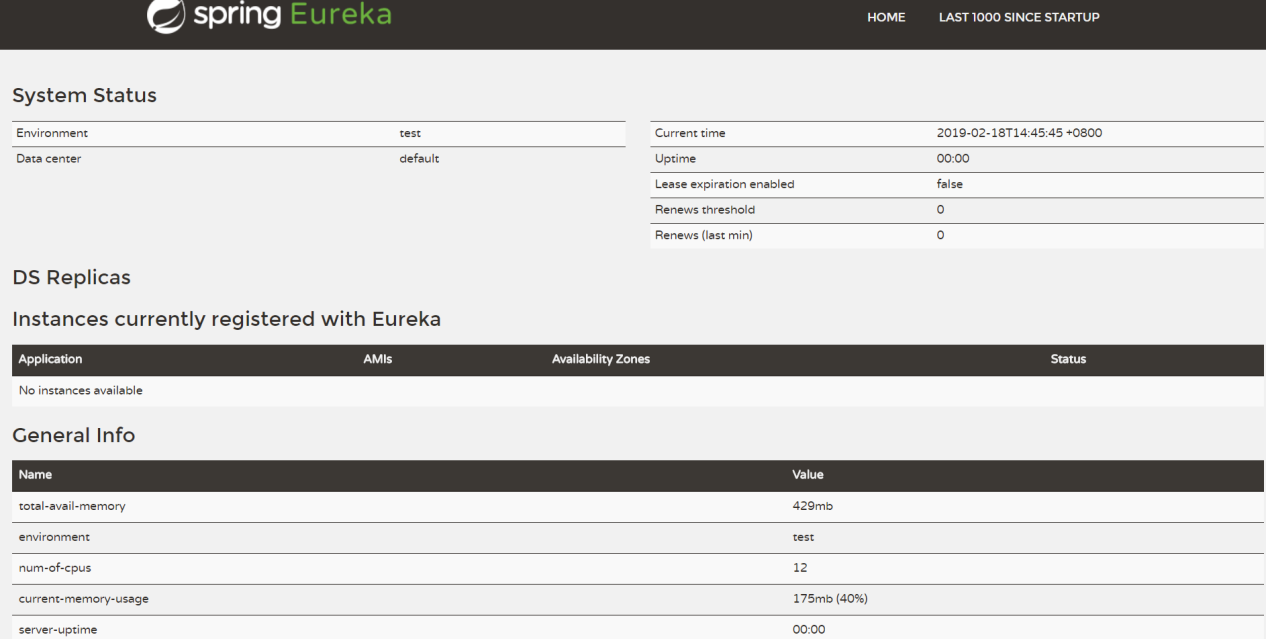 spring Eureka HOME LAST 1000 SINCE STARTUP
System Status
Environment test
Data center default
Current time 2019-02-18T14:45:45 +0800
Uptime 00:00
Lease expiration enabled false
Renews threshold 0
Renews (last min) 0
DS Replicas
Instances currently registered with Eureka
Application AMIs Availability Zones Status
No instances available
General Info
Name Value
total-avail-memory 429mb
environment test
num-of-cpus 12
current-memory-usage 175mb (40%)
server-uptime 00:00